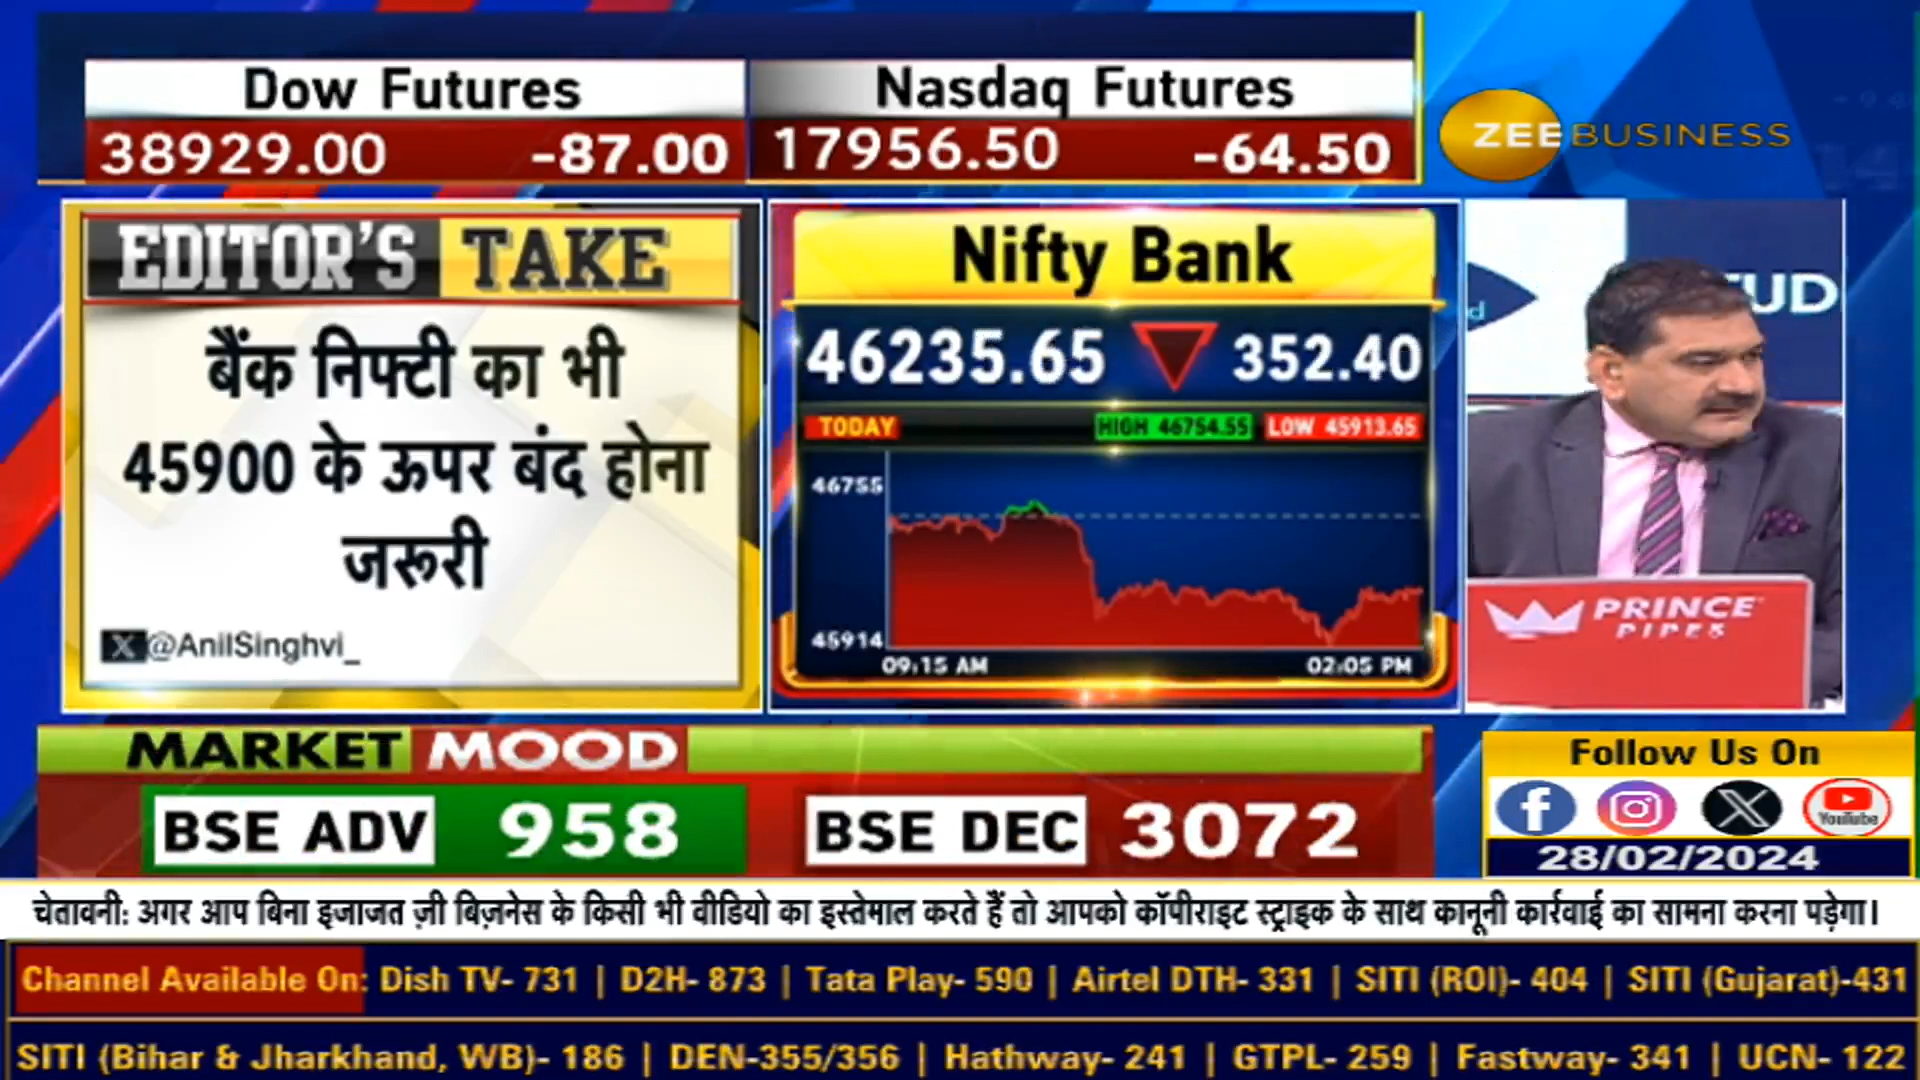 Dow Futures
38929.00 -87.00
Nasdaq Futures
17956.50 -64.50
ZEE BUSINESS
EDITOR'S TAKE
बैंक निफ्टी का भी
45900 के ऊपर बंद होना
जरूरी
X @AnilSinghvi_
Nifty Bank
46235.65 ▼ 352.40
TODAY HIGH 46754.55 LOW 45913.65
46755
45914
09:15 AM 02:05 PM
UD
PRINCE
PIPES
MARKET MOOD
BSE ADV 958 BSE DEC 3072
Follow Us On
YouTube
28/02/2024
चेतावनी: अगर आप बिना इजाजत ज़ी बिज़नेस के किसी भी वीडियो का इस्तेमाल करते हैं तो आपको कॉपीराइट स्ट्राइक के साथ कानूनी कार्रवाई का सामना करना पड़ेगा।
Channel Available On: Dish TV- 731 | D2H- 873 | Tata Play- 590 | Airtel DTH- 331 | SITI (ROI)- 404 | SITI (Gujarat)-431
SITI (Bihar & Jharkhand, WB)- 186 | DEN-355/356 | Hathway- 241 | GTPL- 259 | Fastway- 341 | UCN- 122